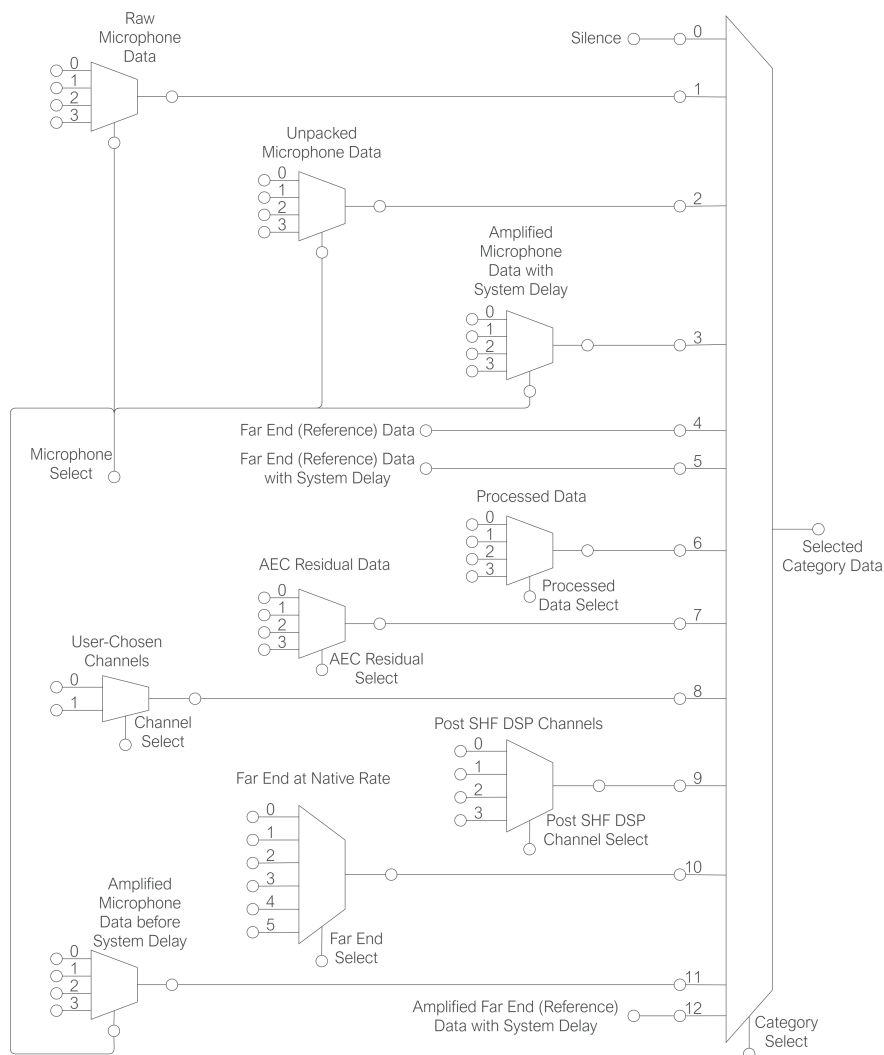 Raw
Microphone
Data
0
1
2
3
Silence
0
1
Unpacked
Microphone Data
0
1
2
3
2
Amplified
Microphone
Data with
System Delay
0
1
2
3
3
Microphone
Select
Far End (Reference) Data
4
Far End (Reference) Data
with System Delay
5
Processed Data
0
1
2
3
Processed
Data Select
6
Selected
Category Data
AEC Residual Data
0
1
2
3
AEC Residual
Select
7
User-Chosen
Channels
0
1
Channel
Select
8
Post SHF DSP Channels
0
1
2
3
Post SHF DSP
Channel Select
9
Far End at Native Rate
0
1
2
3
4
5
Far End
Select
10
Amplified
Microphone
Data before
System Delay
0
1
2
3
11
Amplified Far End (Reference)
Data with System Delay
12
Category
Select